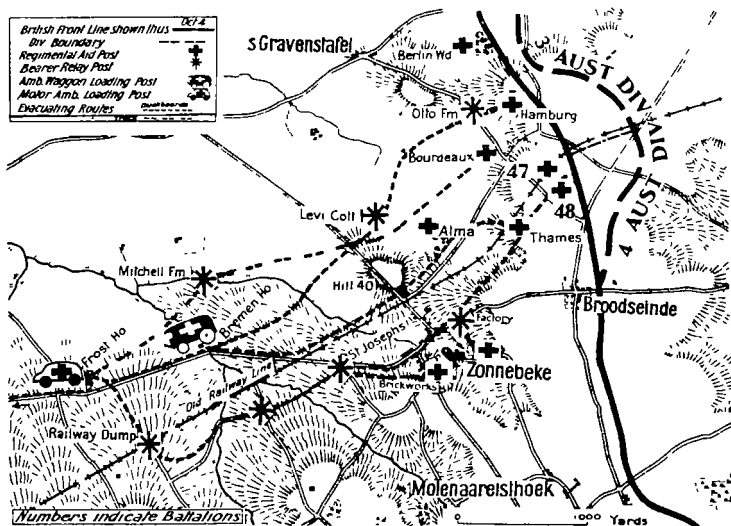 Oct 4
British Front Line shown thus
Div Boundary
Regimental Aid Post
Bearer Relay Post
Amb. Waggon Loading Post
Motor Amb. Loading Post
Evacuating Routes Duckboards
Tracks
S Gravenstafel
Berlin Wd
3 AUST DIV
4 AUST DIV
Otto Fm
Hamburg
Bourdeaux
47
48
Levi Cott
Alma
Thames
Mitchell Fm
Hill 40
Broodseinde
Bremen Ho
Factory
Frost Ho
St Josephs
Zonnebeke
Old Railway Line
Brickworks
Railway Dump
Molenaarelsthoek
Numbers indicate Battalions
1000 Yards